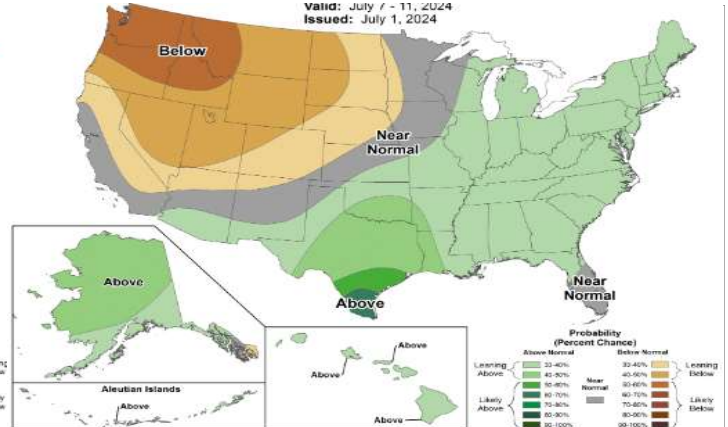 Valid: July 7 - 11, 2024
Issued: July 1, 2024
Below
Near
Normal
Above
Above
Near
Normal
Above
Above
Above
Aleutian Islands
Above
Probability
(Percent Chance)
Above Normal
Below Normal
Leaning
Above
33-40%
40-50%
Likely
Above
50-60%
60-70%
70-80%
80-90%
90-100%
Near
Normal
33-40%
40-50%
Leaning
Below
50-60%
60-70%
70-80%
80-90%
90-100%
Likely
Below